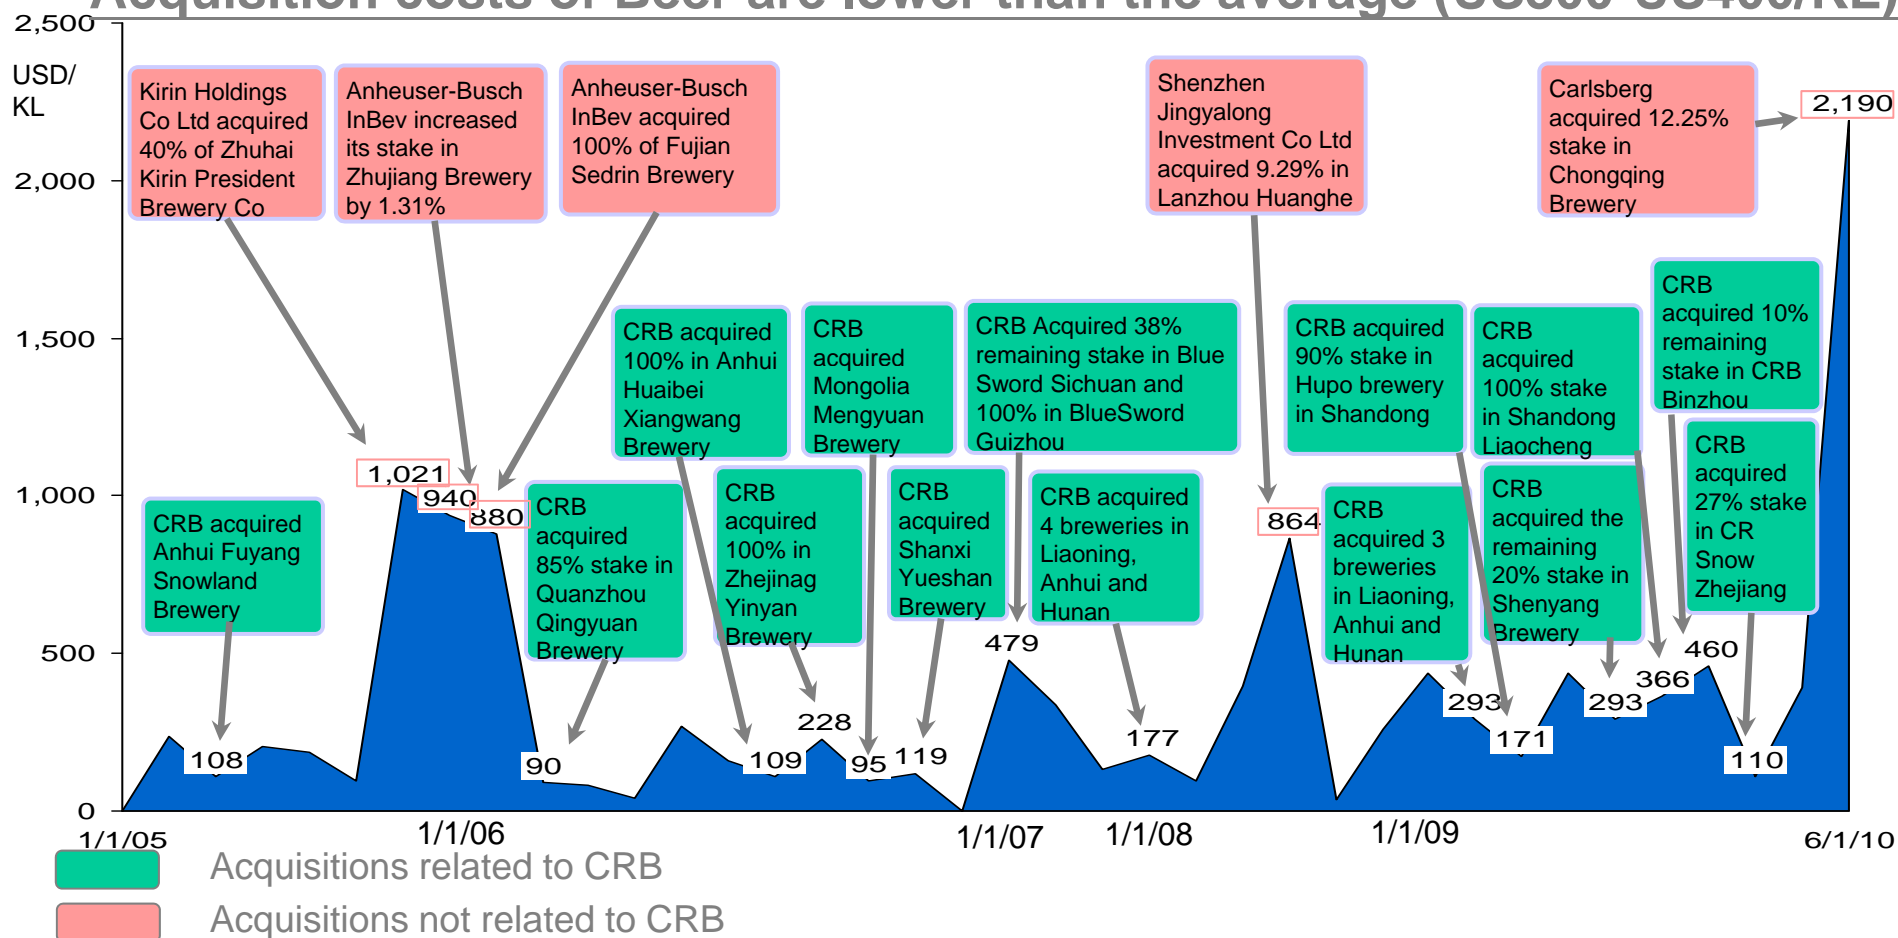 Acquisition costs of Beer are lower than the average
2,500
USD/
KL
2,000
1,500
1,000
500
0
Kirin Holdings
Co Ltd acquired
40% of Zhuhai
Kirin President
Brewery Co
Anheuser-Busch
InBev increased
its stake in
Zhujiang Brewery
by 1.31%
Anheuser-Busch
InBev acquired
100% of Fujian
Sedrin Brewery
Shenzhen
Jingyalong
Investment Co Ltd
acquired 9.29% in
Lanzhou Huanghe
Carlsberg
acquired 12.25%
stake in
Chongqing
Brewery
2,190
CRB acquired
100% in Anhui
Huaibei
Xiangwang
Brewery
CRB
acquired
Mongolia
Mengyuan
Brewery
CRB Acquired 38%
remaining stake in Blue
Sword Sichuan and
100% in BlueSword
Guizhou
CRB acquired
90% stake in
Hupo brewery
in Shandong
CRB
acquired
100% stake
in Shandong
Liaocheng
CRB
acquired 10%
remaining
stake in CRB
Binzhou
CRB acquired
Anhui Fuyang
Snowland
Brewery
1,021
940
880
CRB
acquired
85% stake in
Quanzhou
Qingyuan
Brewery
CRB
acquired
100% in
Zhejinag
Yinyan
Brewery
CRB
acquired
Shanxi
Yueshan
Brewery
CRB acquired
4 breweries in
Liaoning,
Anhui and
Hunan
864
CRB
acquired 3
breweries
in Liaoning,
Anhui and
Hunan
CRB
acquired the
remaining
20% stake in
Shenyang
Brewery
CRB
acquired
27% stake
in CR
Snow
Zhejiang
108
90
109
228
95
119
479
177
293
171
293
366
460
110
1/1/05
1/1/06
1/1/07
1/1/08
1/1/09
6/1/10
Acquisitions related to CRB
Acquisitions not related to CRB